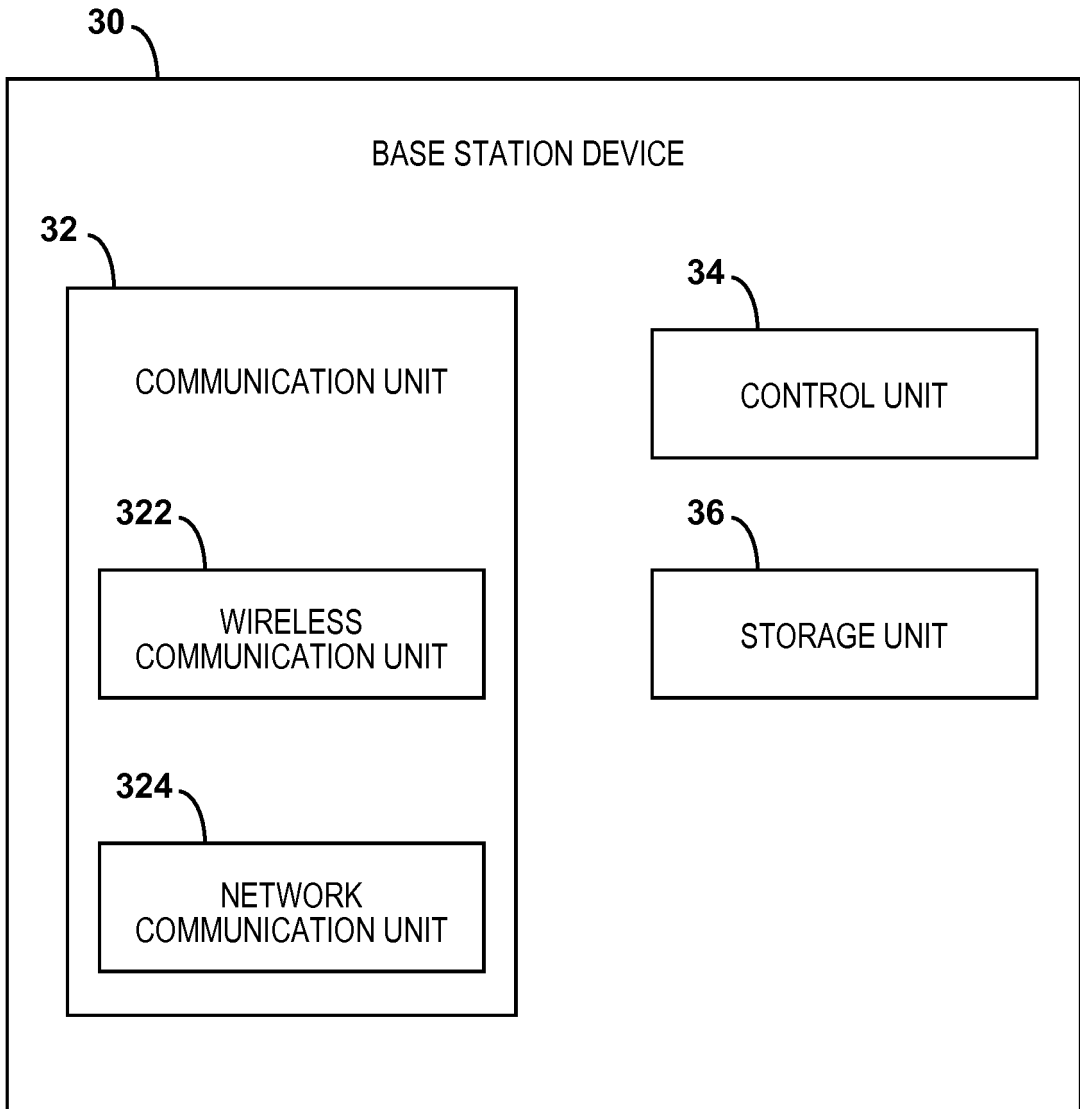 30
BASE STATION DEVICE
32
COMMUNICATION UNIT
322
WIRELESS
COMMUNICATION UNIT
324
NETWORK
COMMUNICATION UNIT
34
CONTROL UNIT
36
STORAGE UNIT